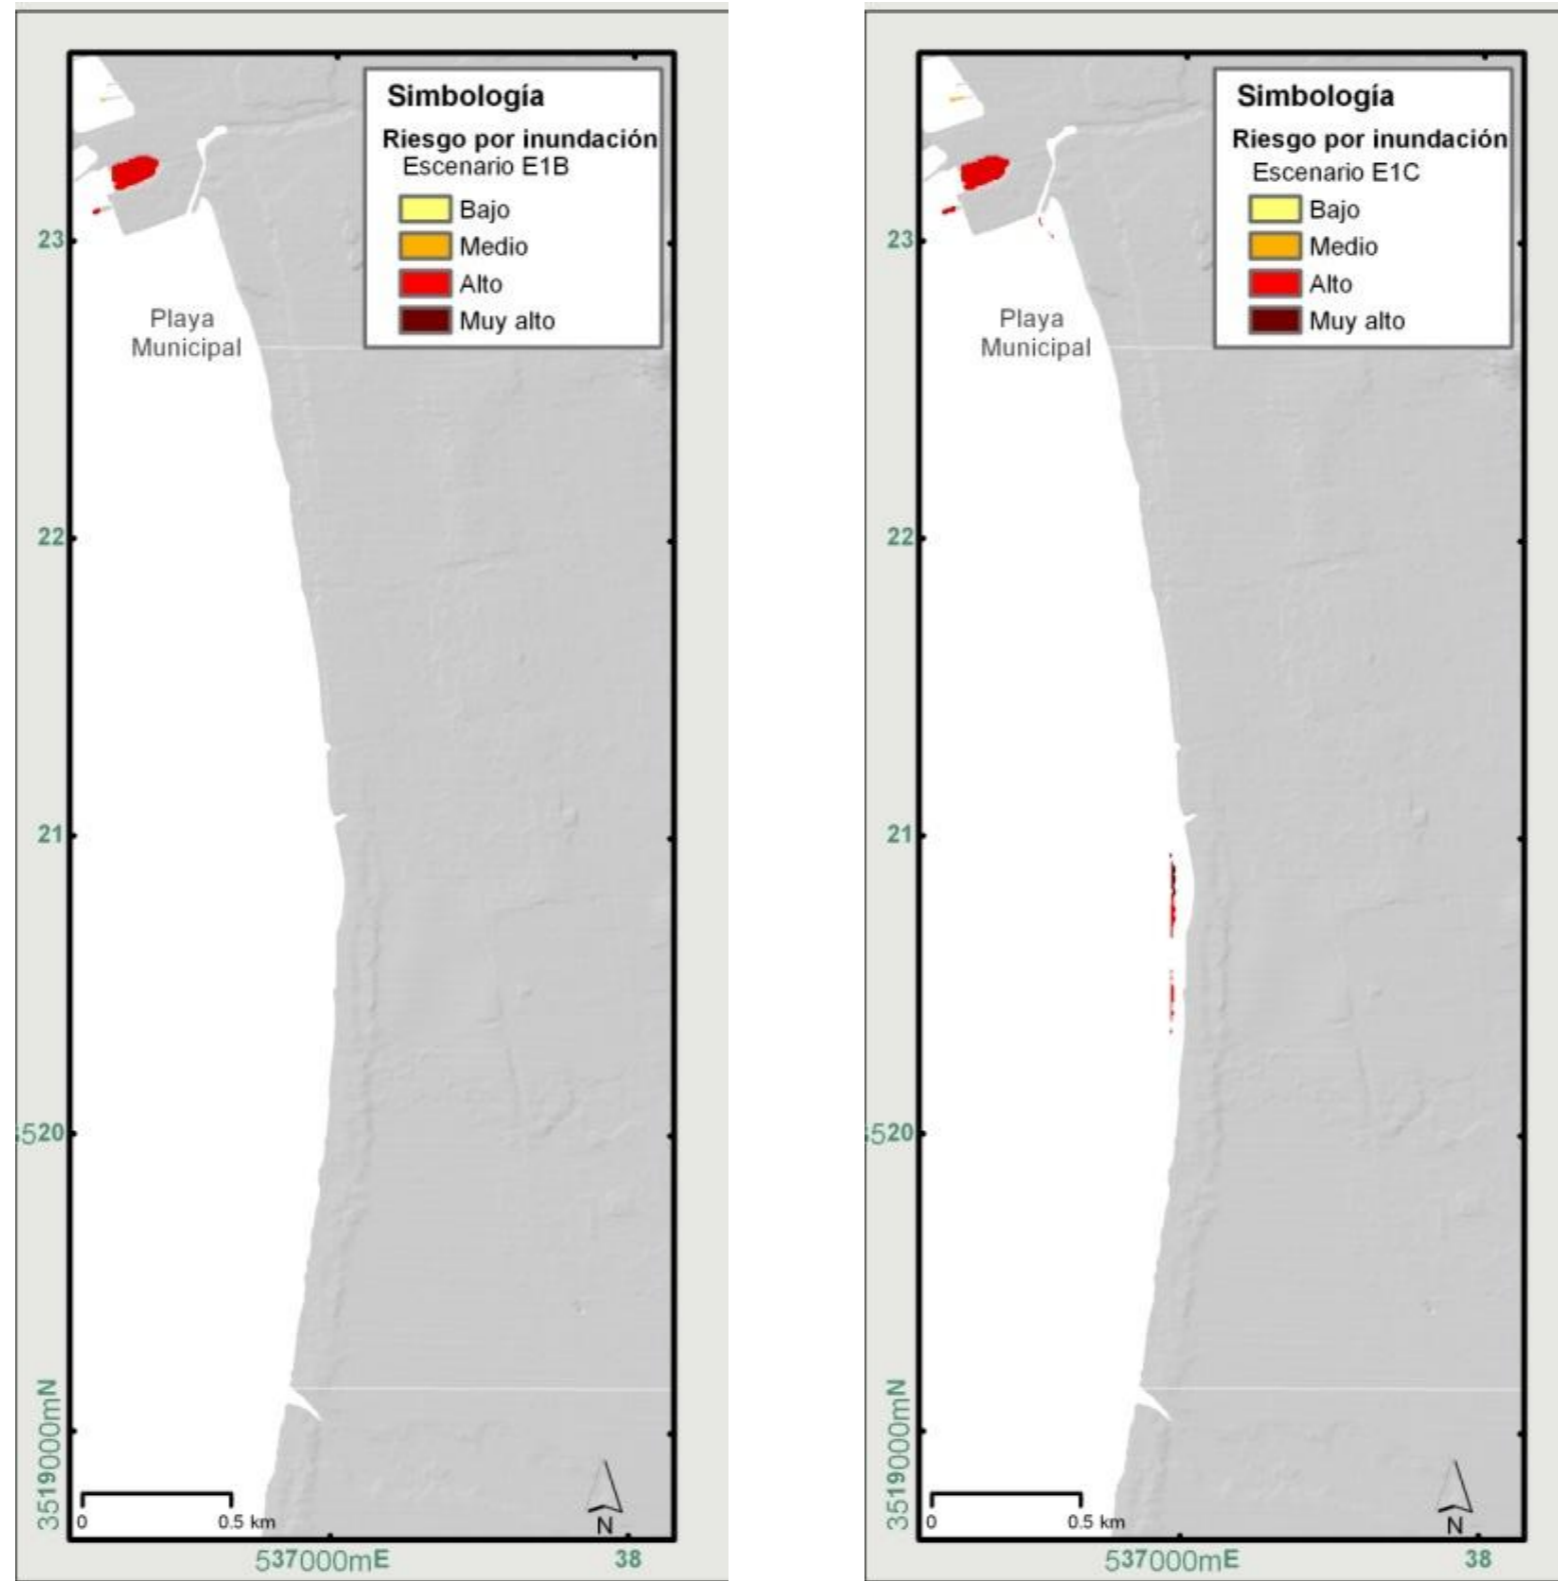 Simbología
Riesgo por inundación
Escenario E1B
Bajo
Medio
Alto
Muy alto
23
Playa
Municipal
22
21
520
3519000mN
0
0.5 km
N
537000mE
38
Simbología
Riesgo por inundación
Escenario E1C
Bajo
Medio
Alto
Muy alto
23
Playa
Municipal
22
21
520
3519000mN
0
0.5 km
N
537000mE
38